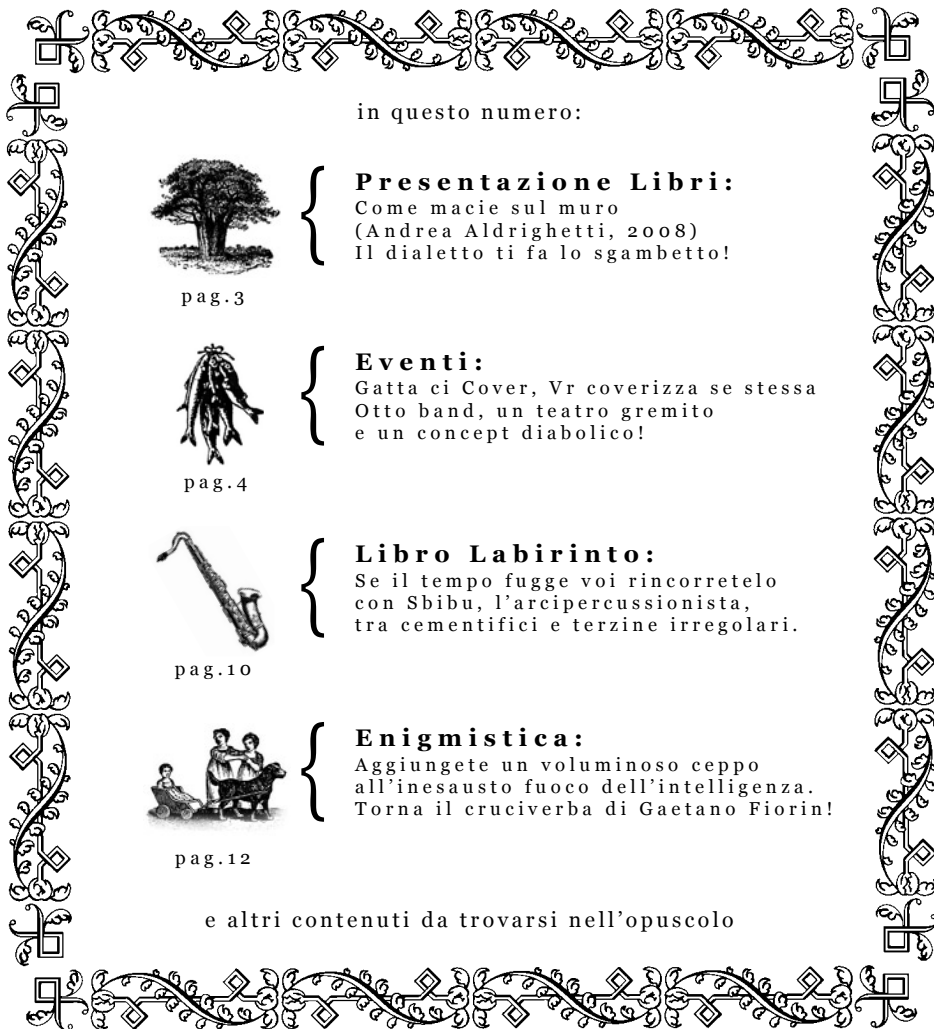 in questo numero:
Presentazione Libri:
Come macie sul muro
(Andrea Aldrighetti, 2008)
Il dialetto ti fa lo sgambetto!
pag.3
Eventi:
Gatta ci Cover, Vr coverizza se stessa
Otto band, un teatro gremito
e un concept diabolico!
pag.4
Libro Labirinto:
Se il tempo fugge voi rincorretelo
con Sbibu, l'arcipercussionista,
tra cementifici e terzine irregolari.
pag.10
Enigmistica:
Aggiungete un voluminoso ceppo
all'inesausto fuoco dell'intelligenza.
Torna il cruciverba di Gaetano Fiorin!
pag.12
e altri contenuti da trovarsi nell'opuscolo